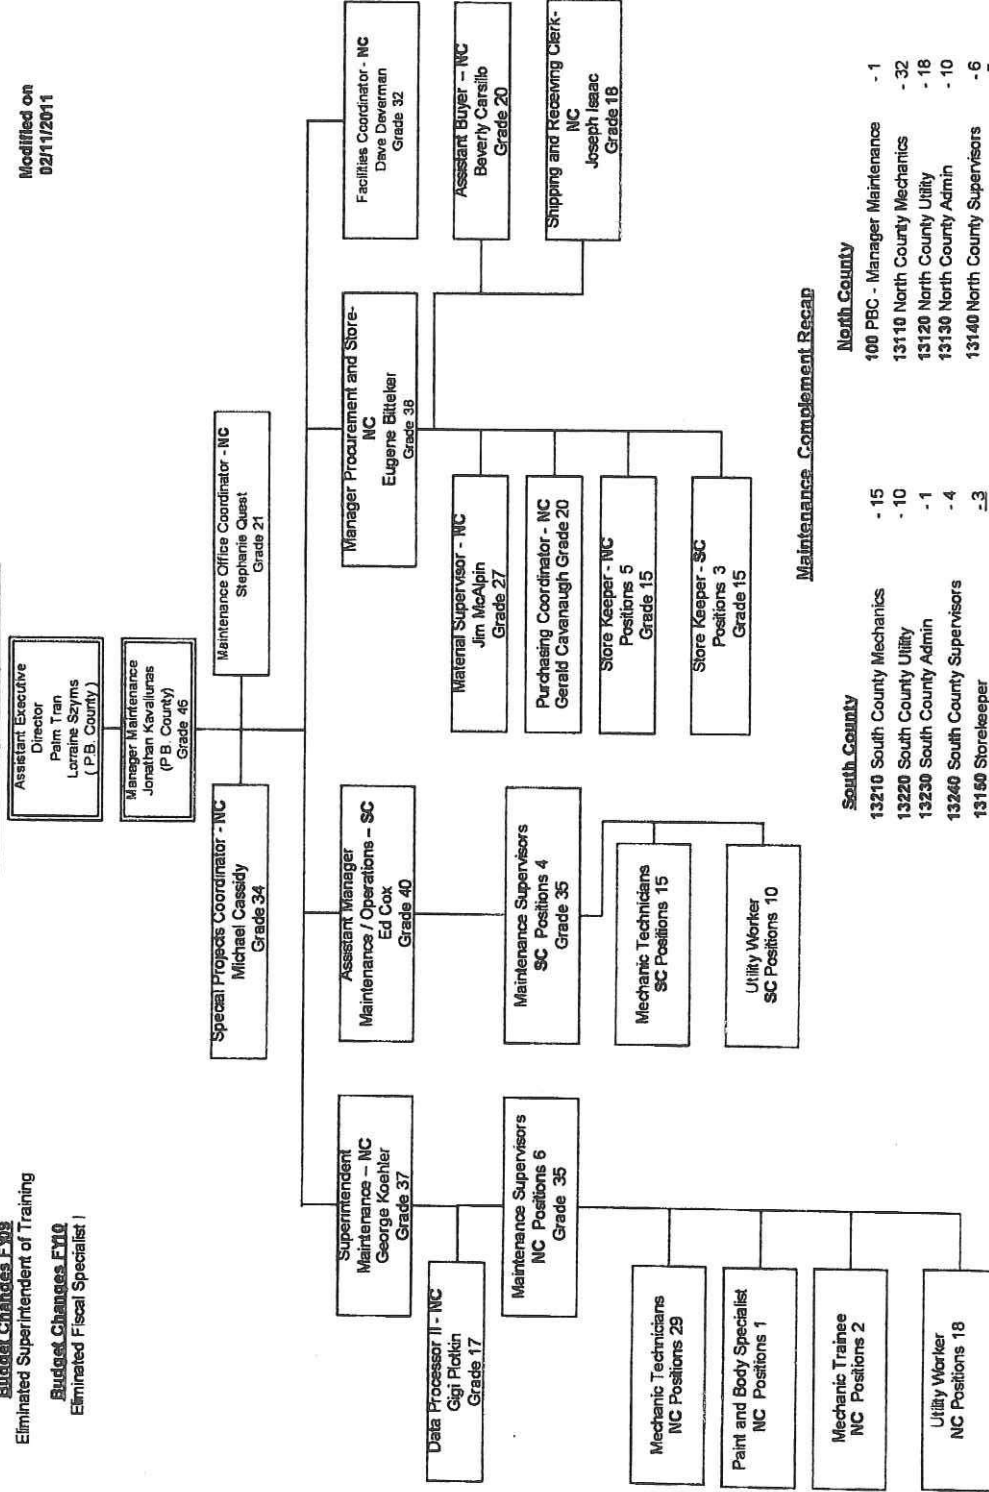 Budget Changes FY09
Eliminated Superintendent of Training
Budget Changes FY10
Eliminated Fiscal Specialist I
Modified on
02/11/2011
Assistant Executive
Director
Palm Tran
Lorraine Szyms
( P.B. County )
Manager Maintenance
Jonathan Kavaliunas
(P.B. County)
Grade 46
Special Projects Coordinator - NC
Michael Cassidy
Grade 34
Maintenance Office Coordinator - NC
Stephanie Quest
Grade 21
Superintendent
Maintenance – NC
George Koehler
Grade 37
Assistant Manager
Maintenance / Operations – SC
Ed Cox
Grade 40
Manager Procurement and Store-
NC
Eugene Bitteker
Grade 38
Facilities Coordinator - NC
Dave Deverman
Grade 32
Data Processor II - NC
Gigi Plotkin
Grade 17
Maintenance Supervisors
NC Positions 6
Grade 35
Mechanic Technicians
NC Positions 29
Paint and Body Specialist
NC Positions 1
Mechanic Trainee
NC Positions 2
Utility Worker
NC Positions 18
Maintenance Supervisors
SC Positions 4
Grade 35
Mechanic Technicians
SC Positions 15
Utility Worker
SC Positions 10
Material Supervisor - NC
Jim McAlpin
Grade 27
Purchasing Coordinator - NC
Gerald Cavanaugh Grade 20
Store Keeper - NC
Positions 5
Grade 15
Store Keeper - SC
Positions 3
Grade 15
Assistant Buyer – NC
Beverly Carsillo
Grade 20
Shipping and Receiving Clerk-
NC
Joseph Isaac
Grade 18
Maintenance Complement Recap
South County
13210 South County Mechanics - 15
13220 South County Utility - 10
13230 South County Admin - 1
13240 South County Supervisors - 4
13150 Storekeeper - 3
North County
100 PBC - Manager Maintenance - 1
13110 North County Mechanics - 32
13120 North County Utility - 18
13130 North County Admin - 10
13140 North County Supervisors - 6